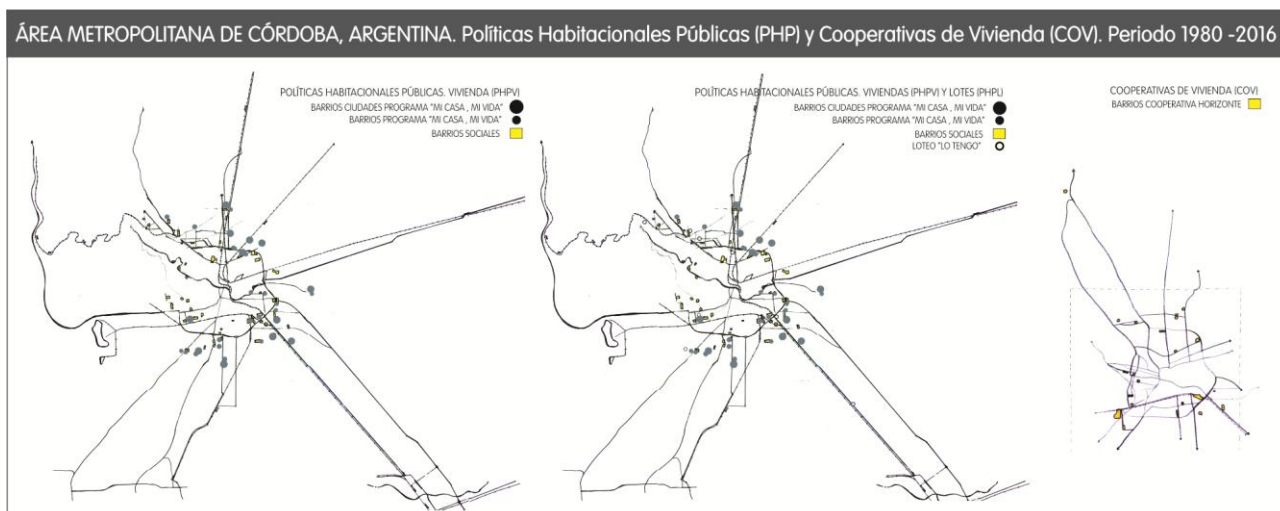 ÁREA METROPOLITANA DE CÓRDOBA, ARGENTINA. Políticas Habitacionales Públicas (PHP) y Cooperativas de Vivienda (COV). Periodo 1980 -2016
POLÍTICAS HABITACIONALES PÚBLICAS. VIVIENDA (PHPV)
BARRIOS CIUDADES PROGRAMA "MI CASA , MI VIDA"
BARRIOS PROGRAMA "MI CASA , MI VIDA"
BARRIOS SOCIALES
POLÍTICAS HABITACIONALES PÚBLICAS. VIVIENDAS (PHPV) Y LOTES (PHPL)
BARRIOS CIUDADES PROGRAMA "MI CASA , MI VIDA"
BARRIOS PROGRAMA "MI CASA , MI VIDA"
BARRIOS SOCIALES
LOTEO "LO TENGO"
COOPERATIVAS DE VIVIENDA (COV)
BARRIOS COOPERATIVA HORIZONTE